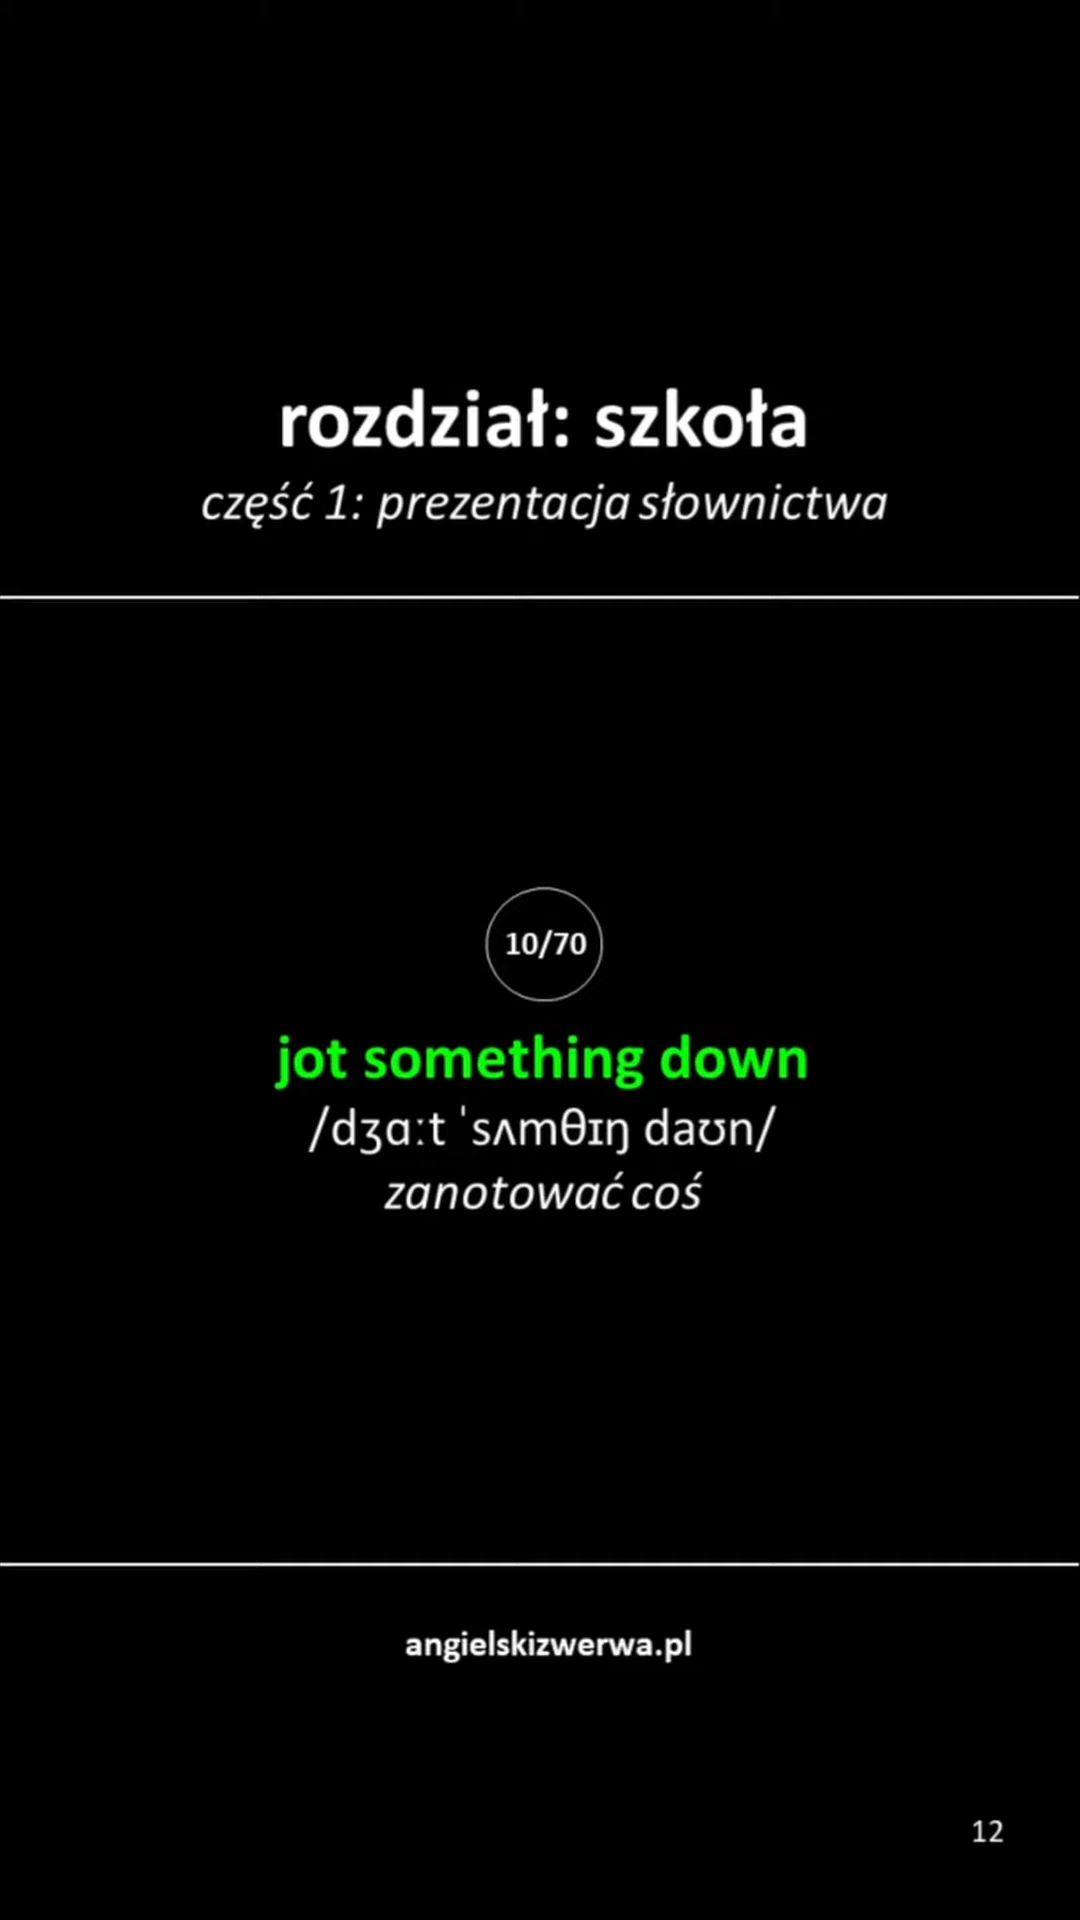 rozdział: szkoła
część 1: prezentacja słownictwa
10/70
jot something down
/dʒɑːt ˈsʌmθɪŋ daʊn/
zanotować coś
angielskizwerwa.pl
12